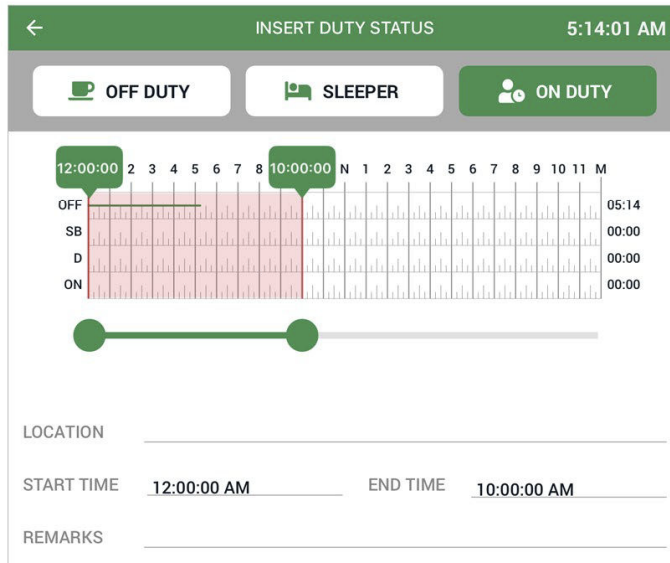 INSERT DUTY STATUS 5:14:01 AM
OFF DUTY SLEEPER ON DUTY
12:00:00 2 3 4 5 6 7 8 10:00:00 N 1 2 3 4 5 6 7 8 9 10 11 M
OFF 05:14
SB 00:00
D 00:00
ON 00:00
LOCATION
START TIME 12:00:00 AM END TIME 10:00:00 AM
REMARKS